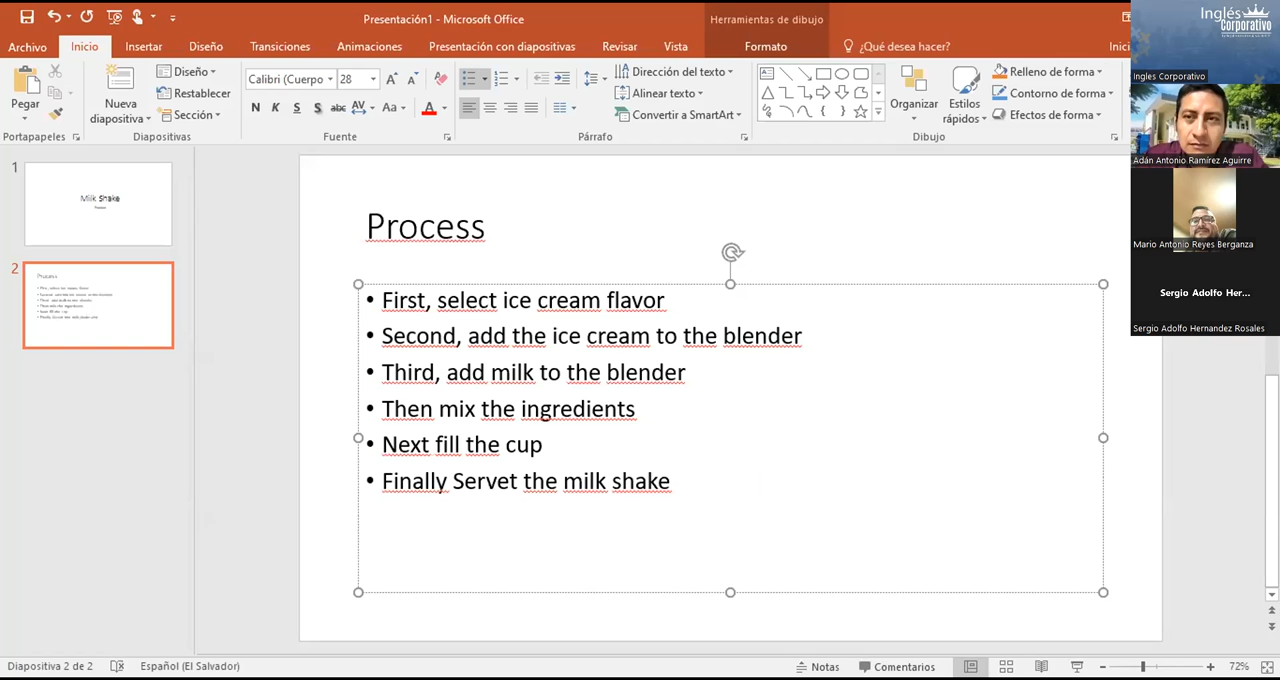 Presentación1 - Microsoft Office
Herramientas de dibujo
Archivo Inicio Insertar Diseño Transiciones Animaciones Presentación con diapositivas Revisar Vista Formato ¿Qué desea hacer? Inici
Pegar
Portapapeles
Nueva
diapositiva
Diseño
Restablecer
Sección
Diapositivas
Calibri (Cuerpo 28
N K S S abc AV Aa A
Fuente
Dirección del texto
Alinear texto
Convertir a SmartArt
Párrafo
Organizar
Estilos
rápidos
Relleno de forma
Contorno de forma
Efectos de forma
Dibujo
Inglés
Corporativo
Ingles Corporativo
Adán Antonio Ramírez Aguirre
Mario Antonio Reyes Berganza
Sergio Adolfo Her...
Sergio Adolfo Hernandez Rosales
1
Milk Shake
2
Process
Process
• First, select ice cream flavor
• Second, add the ice cream to the blender
• Third, add milk to the blender
• Then mix the ingredients
• Next fill the cup
• Finally Servet the milk shake
Diapositiva 2 de 2 Español (El Salvador) Notas Comentarios 72%